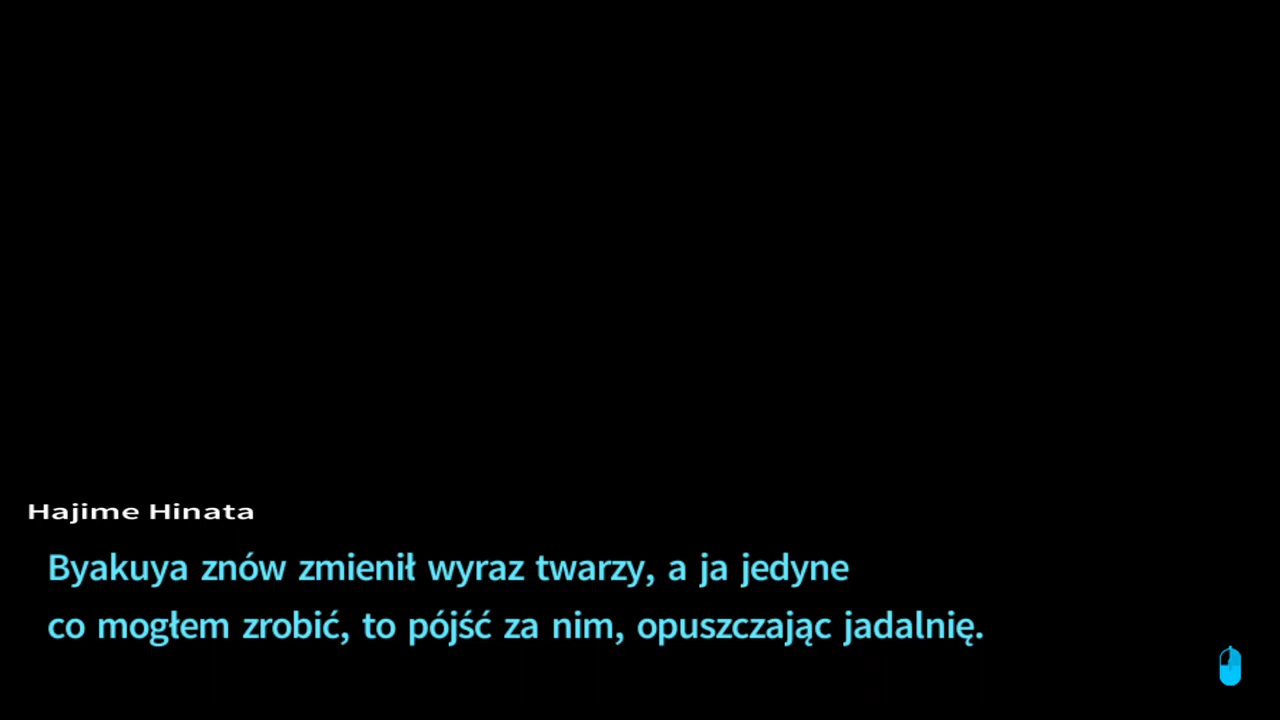 Hajime Hinata
Byakuya znów zmienił wyraz twarzy, a ja jedyne
co mogłem zrobić, to pójść za nim, opuszczając jadalnię.